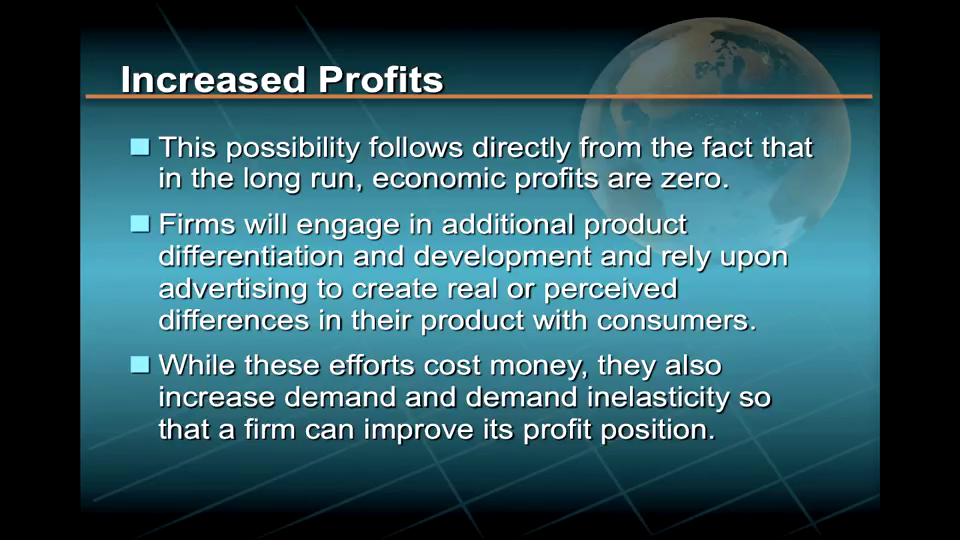 Increased Profits
This possibility follows directly from the fact that
in the long run, economic profits are zero.
Firms will engage in additional product
differentiation and development and rely upon
advertising to create real or perceived
differences in their product with consumers.
While these efforts cost money, they also
increase demand and demand inelasticity so
that a firm can improve its profit position.